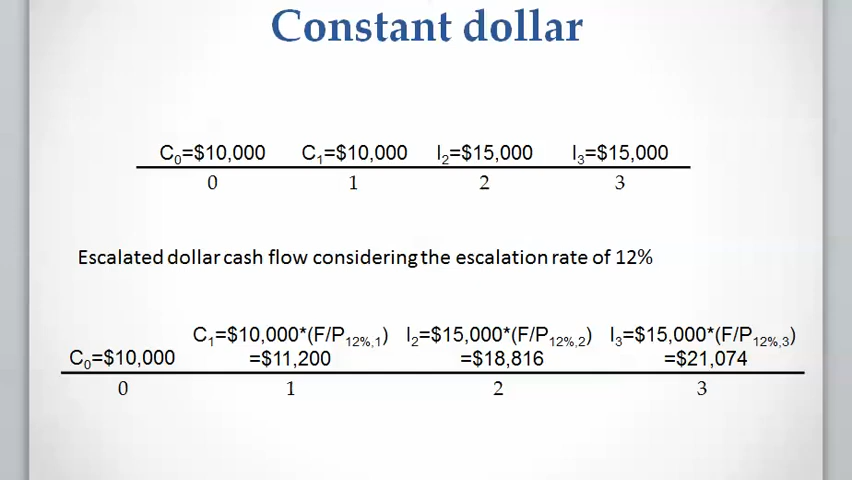 Constant dollar
C₀=$10,000 C₁=$10,000 I₂=$15,000 I₃=$15,000
0 1 2 3
Escalated dollar cash flow considering the escalation rate of 12%
C₁=$10,000*(F/P₁₂%,₁) I₂=$15,000*(F/P₁₂%,₂) I₃=$15,000*(F/P₁₂%,₃)
C₀=$10,000 =$11,200 =$18,816 =$21,074
0 1 2 3